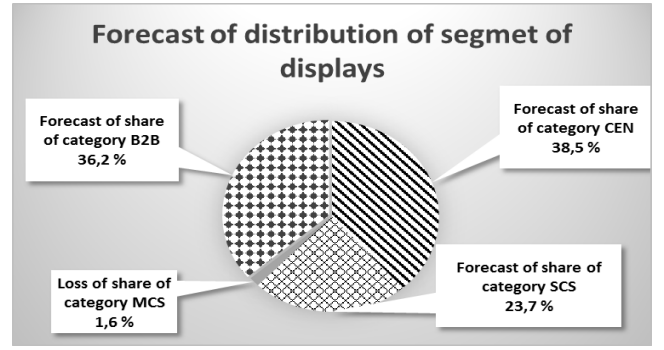 Forecast of distribution of segmet of
displays
Forecast of share
of category B2B
36,2 %
Forecast of share
of category CEN
38,5 %
Loss of share of
category MCS
1,6 %
Forecast of share of
category SCS
23,7 %